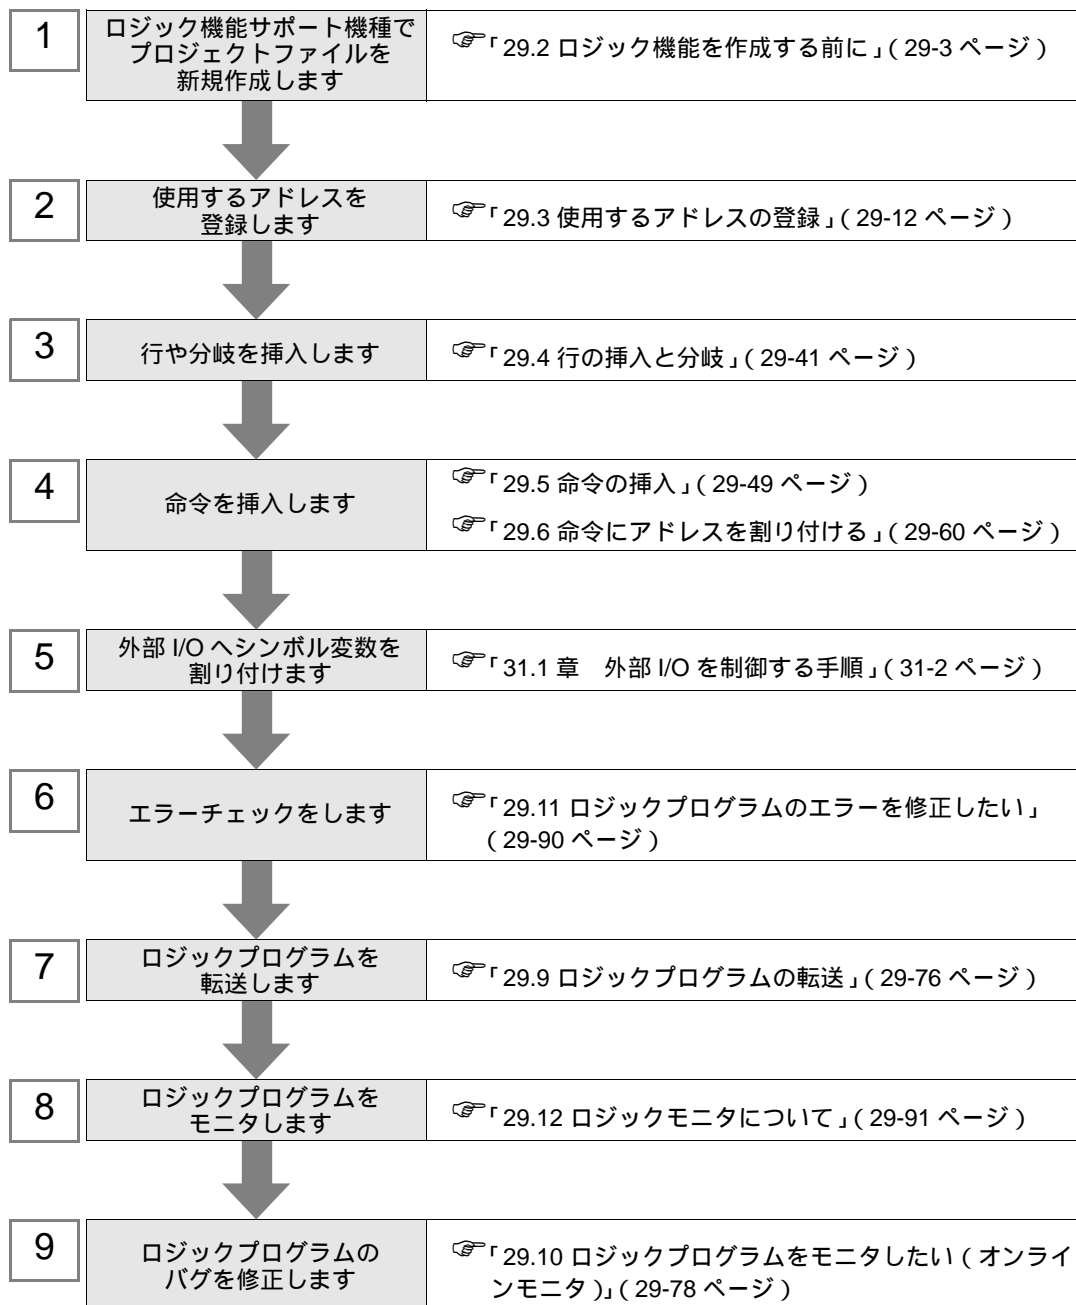 1
ロジック機能サポート機種で
プロジェクトファイルを
新規作成します
☞「29.2 ロジック機能を作成する前に」( 29-3 ページ )
2
使用するアドレスを
登録します
☞「29.3 使用するアドレスの登録」( 29-12 ページ )
3
行や分岐を挿入します
☞「29.4 行の挿入と分岐」( 29-41 ページ )
4
命令を挿入します
☞「29.5 命令の挿入」( 29-49 ページ )
☞「29.6 命令にアドレスを割り付ける」( 29-60 ページ )
5
外部 I/O へシンボル変数を
割り付けます
☞「31.1 章　外部 I/O を制御する手順」( 31-2 ページ )
6
エラーチェックをします
☞「29.11 ロジックプログラムのエラーを修正したい」
( 29-90 ページ )
7
ロジックプログラムを
転送します
☞「29.9 ロジックプログラムの転送」( 29-76 ページ )
8
ロジックプログラムを
モニタします
☞「29.12 ロジックモニタについて」( 29-91 ページ )
9
ロジックプログラムの
バグを修正します
☞「29.10 ロジックプログラムをモニタしたい ( オンライ
ンモニタ )」( 29-78 ページ )